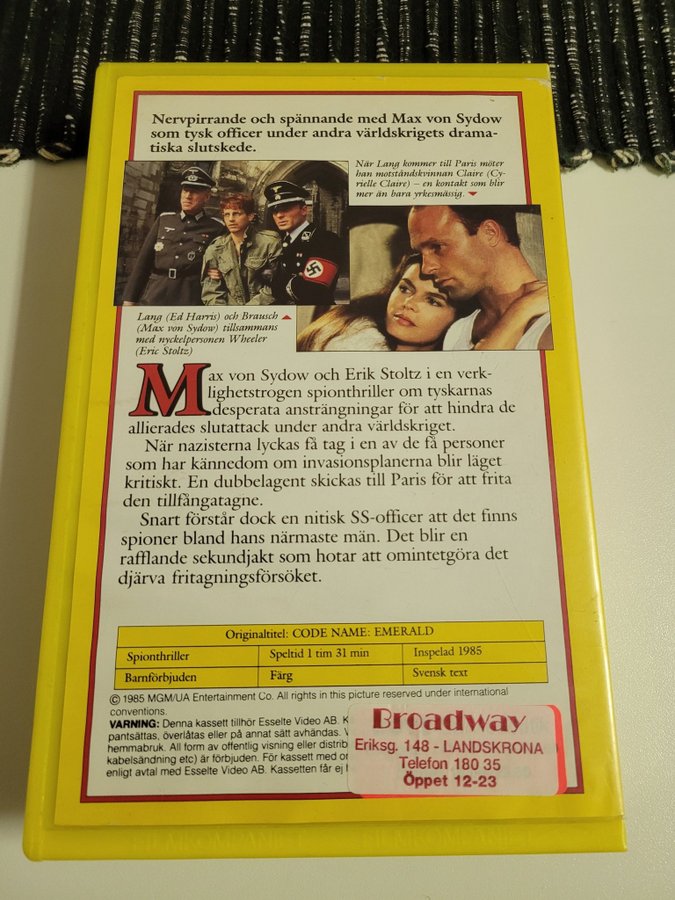 Nervpirrande och spännande med Max von Sydow
som tysk officer under andra världskrigets drama-
tiska slutskede.
När Lang kommer till Paris möter
han motståndskvinnan Claire (Cy-
rielle Claire) – en kontakt som blir
mer än bara yrkesmässig.
Lang (Ed Harris) och Brausch
(Max von Sydow) tillsammans
med nyckelpersonen Wheeler
(Eric Stoltz)
Max von Sydow och Erik Stoltz i en verk-
lighetstrogen spionthriller om tyskarnas
desperata ansträngningar för att hindra de
allierades slutattack under andra världskriget.
När nazisterna lyckas få tag i en av de få personer
som har kännedom om invasionsplanerna blir läget
kritiskt. En dubbelagent skickas till Paris för att frita
den tillfångatagne.
Snart förstår dock en nitisk SS-officer att det finns
spioner bland hans närmaste män. Det blir en
rafflande sekundjakt som hotar att omintetgöra det
djärva fritagningsförsöket.
Originaltitel: CODE NAME: EMERALD
Spionthriller Speltid 1 tim 31 min Inspelad 1985
Barnförbjuden Färg Svensk text
© 1985 MGM/UA Entertainment Co. All rights in this picture reserved under international
conventions.
VARNING: Denna kassett tillhör Esselte Video AB. K
pantsättas, överlåtas eller på annat sätt avhändas. V
hemmabruk. All form av offentlig visning eller distrib
kabelsändning etc) är förbjuden. För kassett med or
enligt avtal med Esselte Video AB. Kassetten får ej
Broadway
Eriksg. 148 - LANDSKRONA
Telefon 180 35
Öppet 12-23